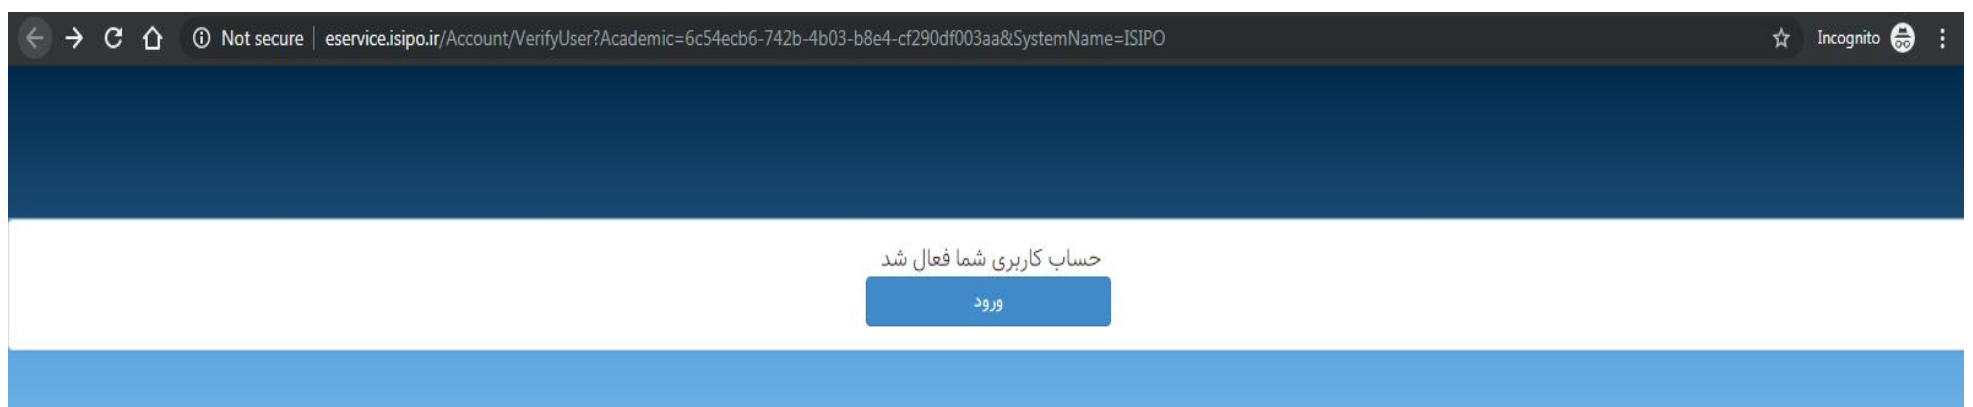 Not secure | eservice.isipo.ir/Account/VerifyUser?Academic=6c54ecb6-742b-4b03-b8e4-cf290df003aa&SystemName=ISIPO Incognito
حساب کاربری شما فعال شد
ورود